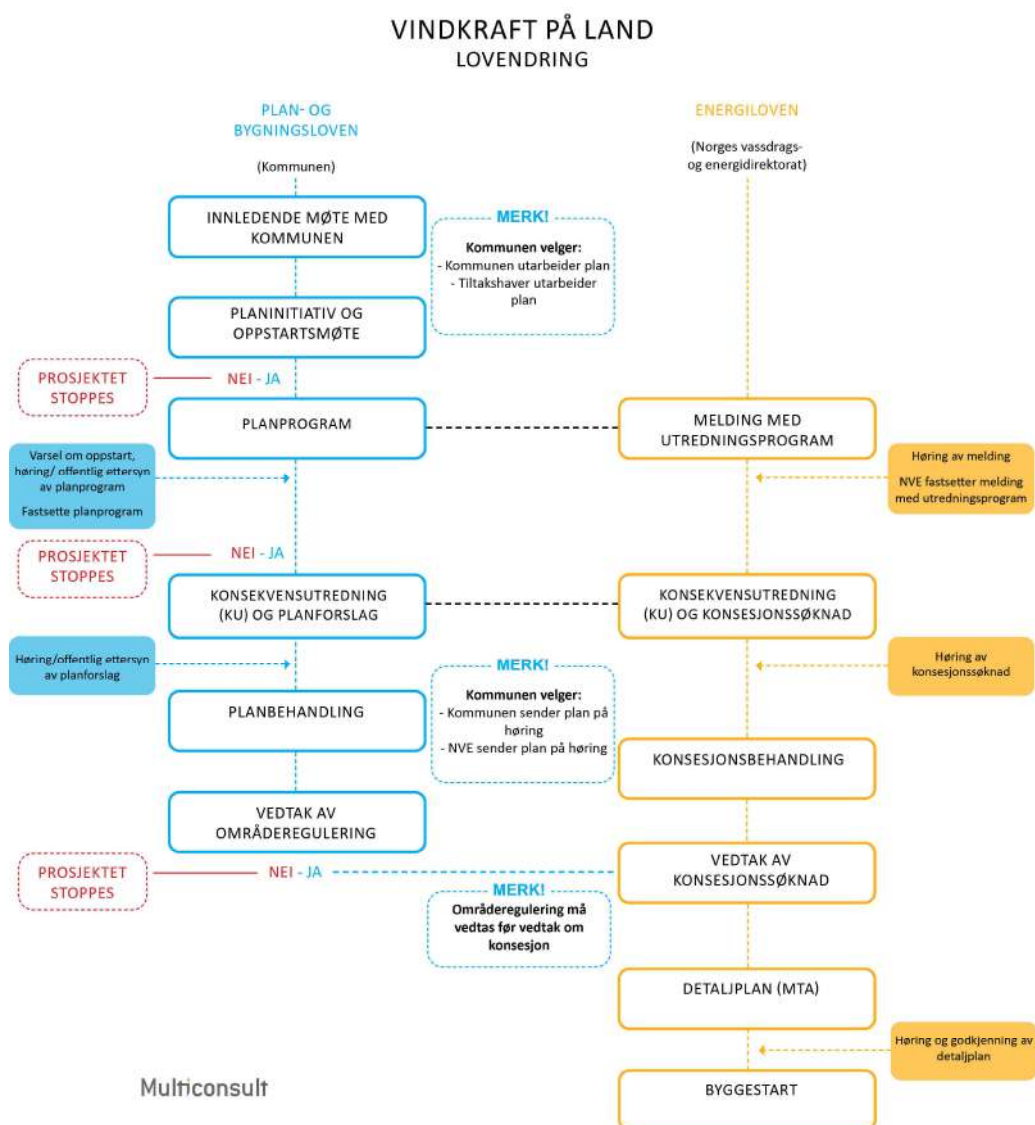 VINDKRAFT PÅ LAND
LOVENDRING
PLAN- OG
BYGNINGSLOVEN
(Kommunen)
ENERGILOVEN
(Norges vassdrags-
og energidirektorat)
INNLEDENDE MØTE MED
KOMMUNEN
MERK!
Kommunen velger:
- Kommunen utarbeider plan
- Tiltakshaver utarbeider
plan
PLANINITIATIV OG
OPPSTARTSMØTE
PROSJEKTET
STOPPES
NEI - JA
PLANPROGRAM
MELDING MED
UTREDNINGSPROGRAM
Varsel om oppstart,
høring/ offentlig ettersyn
av planprogram
Fastsette planprogram
Høring av melding
NVE fastsetter melding
med utredningsprogram
PROSJEKTET
STOPPES
NEI - JA
KONSEKVENSUTREDNING
(KU) OG PLANFORSLAG
KONSEKVENSUTREDNING
(KU) OG KONSESJONSSØKNAD
Høring/offentlig ettersyn
av planforslag
MERK!
Kommunen velger:
- Kommunen sender plan på
høring
- NVE sender plan på høring
Høring av
konsesjonssøknad
PLANBEHANDLING
KONSESJONSBEHANDLING
VEDTAK AV
OMRÅDEREGULERING
PROSJEKTET
STOPPES
NEI - JA
VEDTAK AV
KONSESJONSSØKNAD
MERK!
Områderegulering må
vedtas før vedtak om
konsesjon
DETALJPLAN (MTA)
Høring og godkjenning av
detaljplan
BYGGESTART
Multiconsult